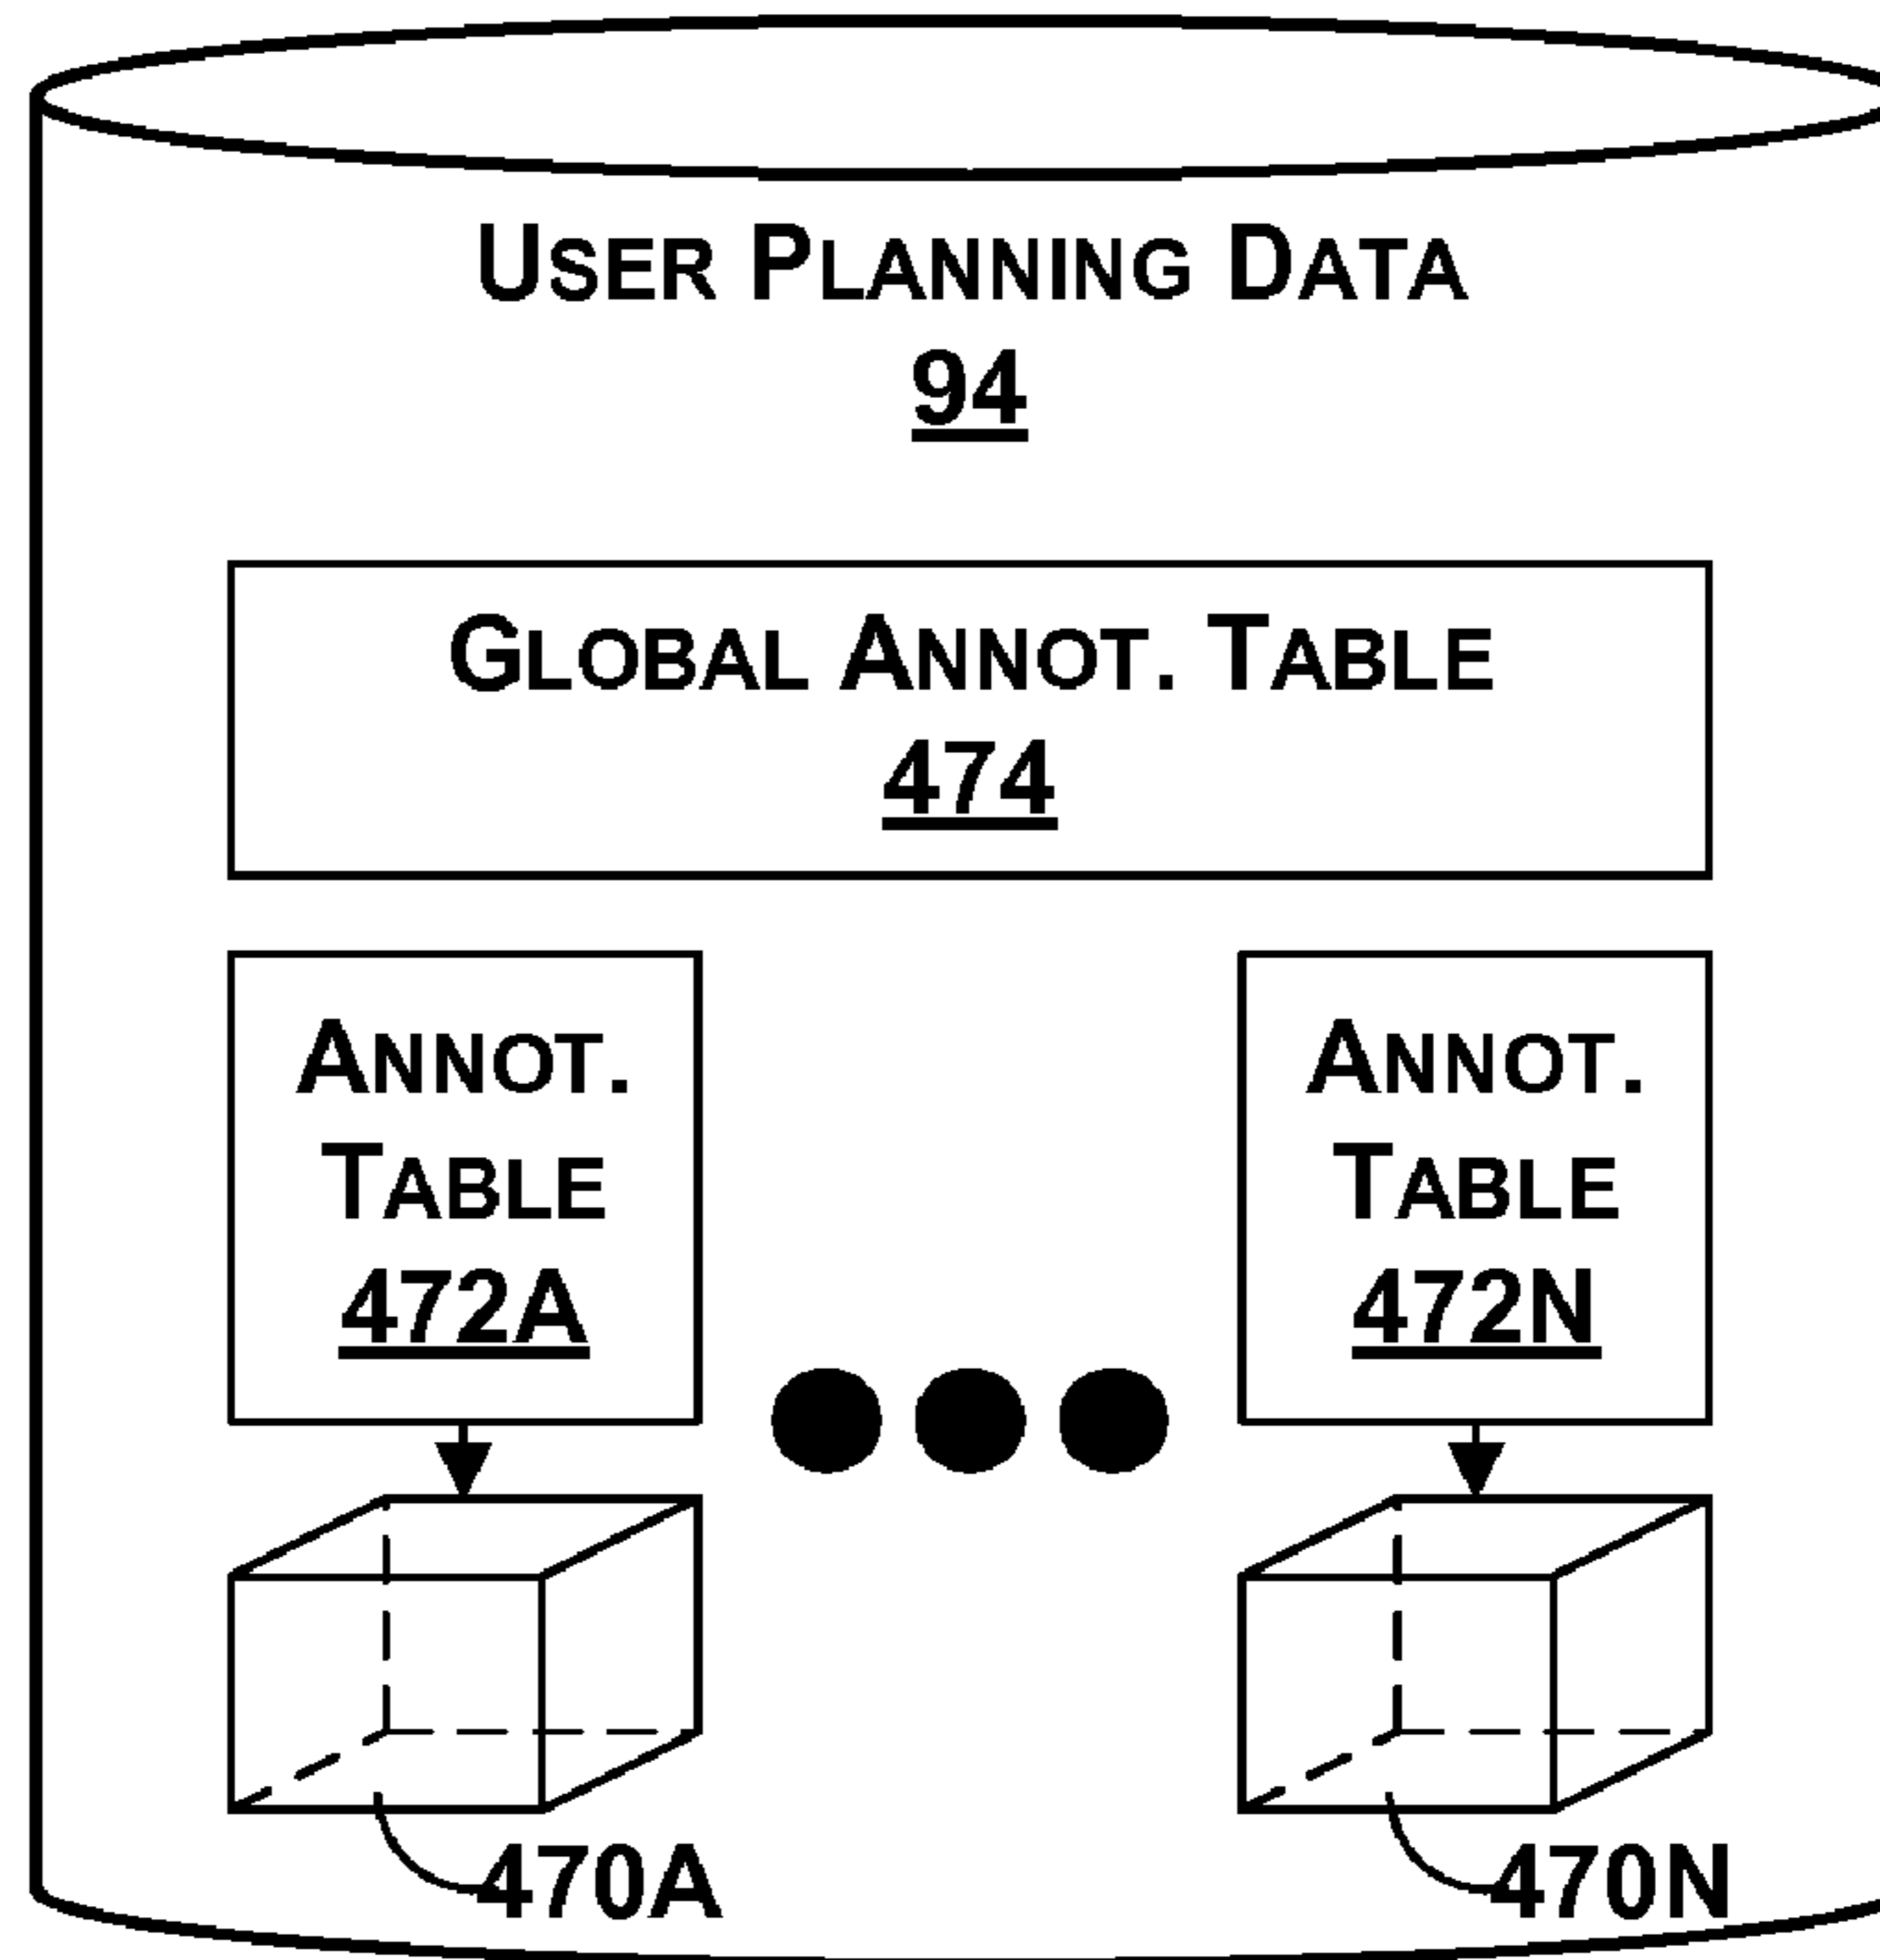 USER PLANNING DATA
94
GLOBAL ANNOT. TABLE
474
ANNOT.
TABLE
472A
ANNOT.
TABLE
472N
470A
470N